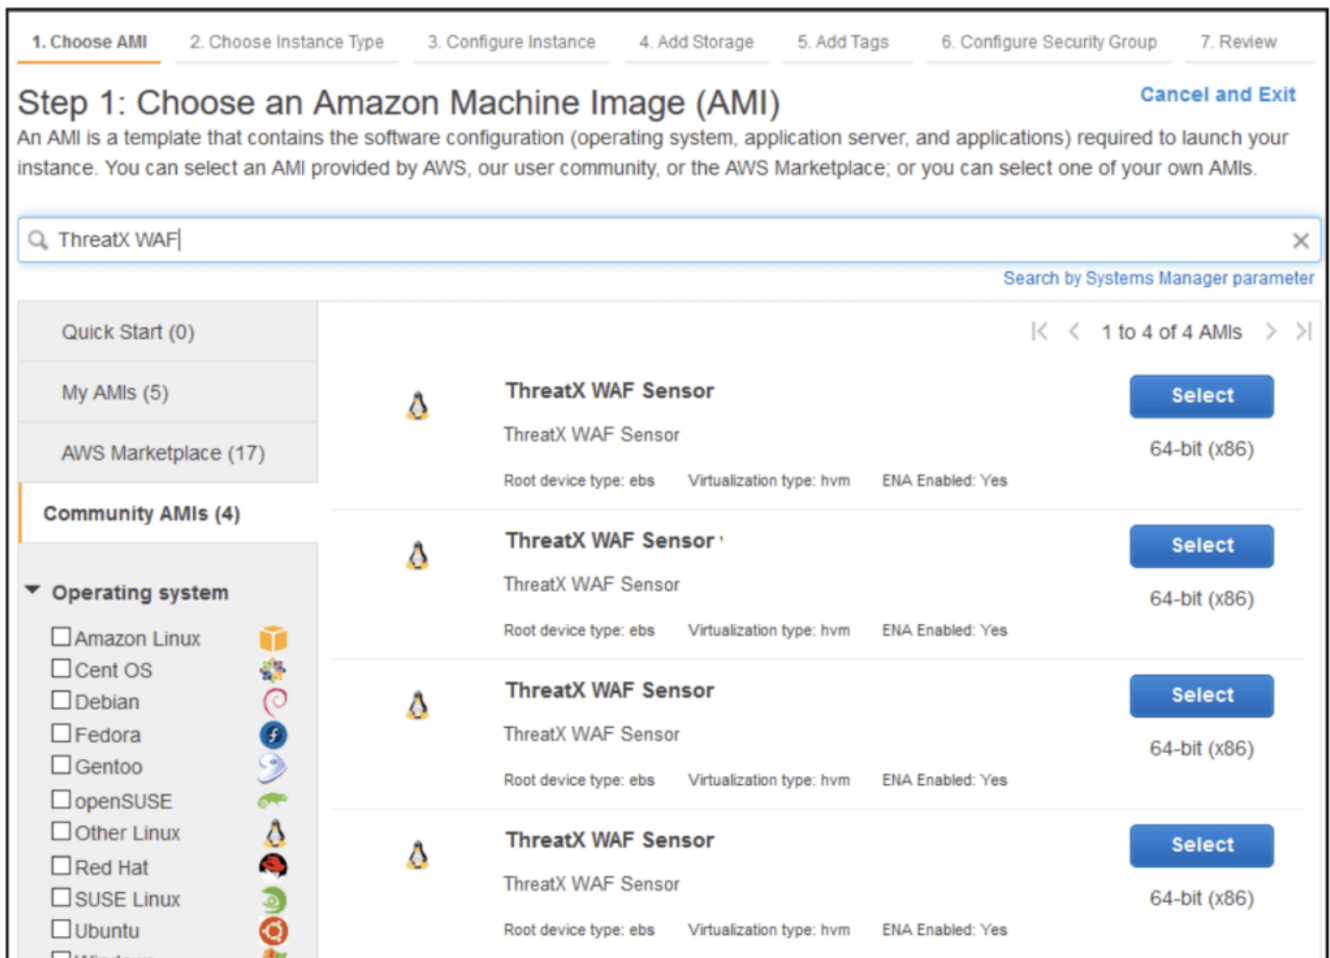 1. Choose AMI 2. Choose Instance Type 3. Configure Instance 4. Add Storage 5. Add Tags 6. Configure Security Group 7. Review
Step 1: Choose an Amazon Machine Image (AMI)
Cancel and Exit
An AMI is a template that contains the software configuration (operating system, application server, and applications) required to launch your
instance. You can select an AMI provided by AWS, our user community, or the AWS Marketplace; or you can select one of your own AMIs.
ThreatX WAF
Search by Systems Manager parameter
Quick Start (0)
My AMIs (5)
AWS Marketplace (17)
Community AMIs (4)
Operating system
Amazon Linux
Cent OS
Debian
Fedora
Gentoo
openSUSE
Other Linux
Red Hat
SUSE Linux
Ubuntu
Windows
1 to 4 of 4 AMIs
ThreatX WAF Sensor
Select
ThreatX WAF Sensor
64-bit (x86)
Root device type: ebs Virtualization type: hvm ENA Enabled: Yes
ThreatX WAF Sensor
Select
ThreatX WAF Sensor
64-bit (x86)
Root device type: ebs Virtualization type: hvm ENA Enabled: Yes
ThreatX WAF Sensor
Select
ThreatX WAF Sensor
64-bit (x86)
Root device type: ebs Virtualization type: hvm ENA Enabled: Yes
ThreatX WAF Sensor
Select
ThreatX WAF Sensor
64-bit (x86)
Root device type: ebs Virtualization type: hvm ENA Enabled: Yes